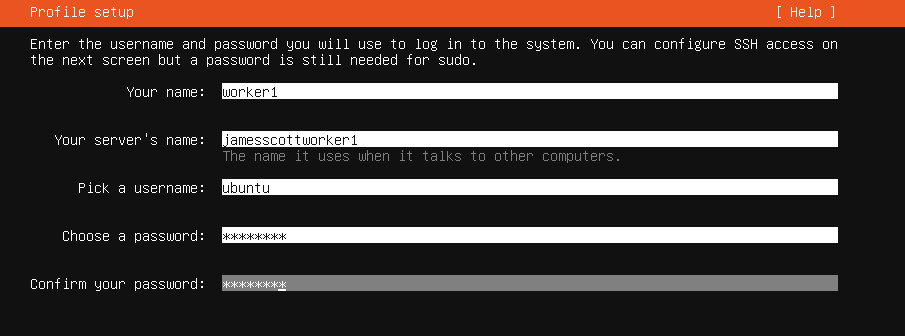 Profile setup [ Help ]
Enter the username and password you will use to log in to the system. You can configure SSH access on
the next screen but a password is still needed for sudo.
Your name: worker1
Your server's name: jamesscottworker1
The name it uses when it talks to other computers.
Pick a username: ubuntu
Choose a password: ********
Confirm your password: ********